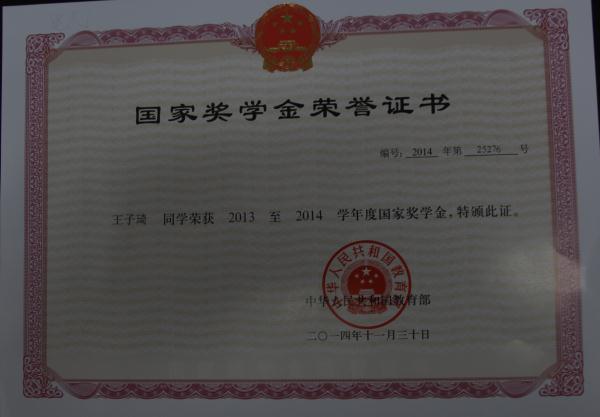 国家奖学金荣誉证书
编号: 2014 年第 25276 号
王子琦 同学荣获 2013 至 2014 学年度国家奖学金,特颁此证。
中华人民共和国教育部
中华人民共和国教育部
二〇一四年十一月三十日